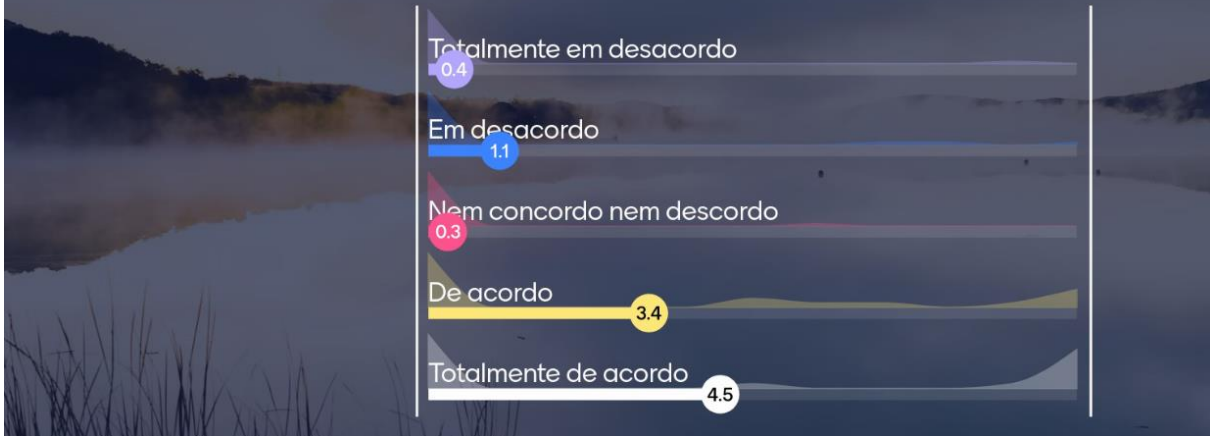 Totalmente em desacordo
0.4
Em desacordo
1.1
Nem concordo nem descordo
0.3
De acordo
3.4
Totalmente de acordo
4.5